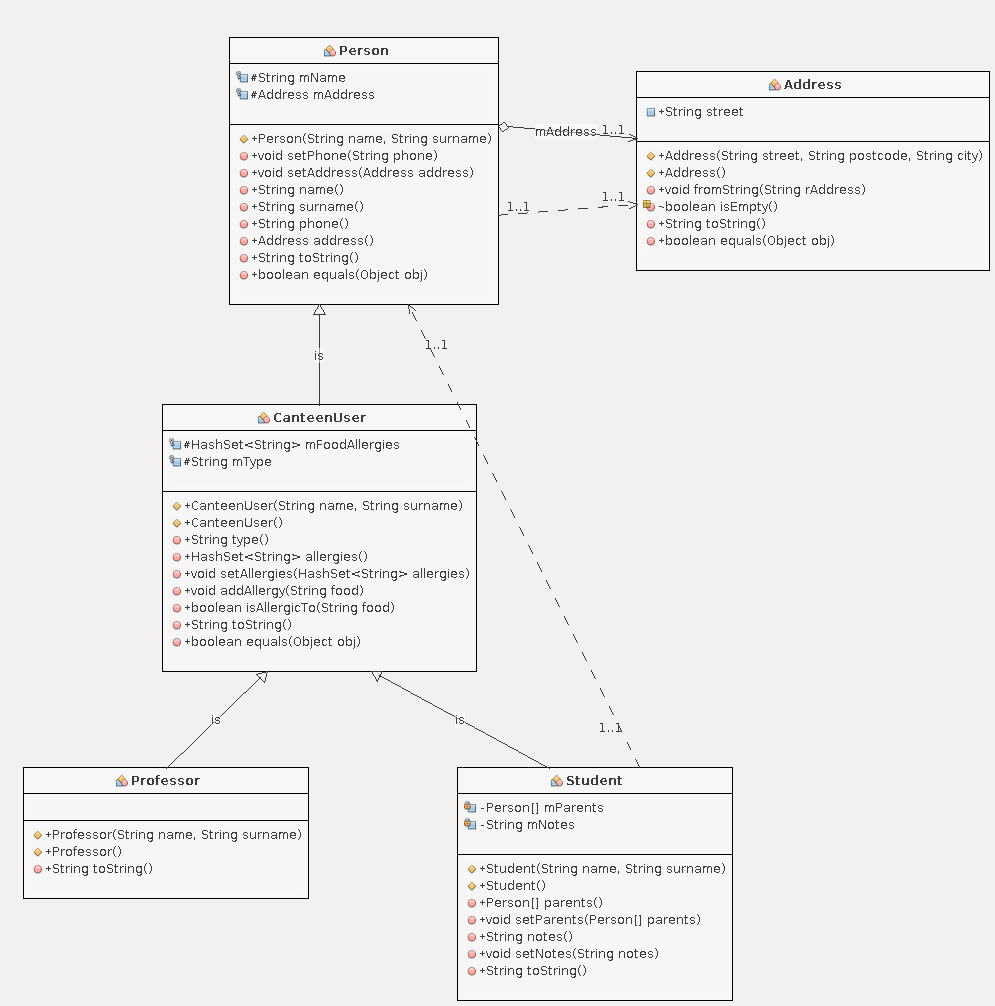 Person
#String mName
#Address mAddress
+Person(String name, String surname)
+void setPhone(String phone)
+void setAddress(Address address)
+String name()
+String surname()
+String phone()
+Address address()
+String toString()
+boolean equals(Object obj)
mAddress 1..1
1..1 1..1
Address
+String street
+Address(String street, String postcode, String city)
+Address()
+void fromString(String rAddress)
~boolean isEmpty()
+String toString()
+boolean equals(Object obj)
is
1..1
CanteenUser
#HashSet<String> mFoodAllergies
#String mType
+CanteenUser(String name, String surname)
+CanteenUser()
+String type()
+HashSet<String> allergies()
+void setAllergies(HashSet<String> allergies)
+void addAllergy(String food)
+boolean isAllergicTo(String food)
+String toString()
+boolean equals(Object obj)
is
is
1..1
Professor
+Professor(String name, String surname)
+Professor()
+String toString()
Student
-Person[] mParents
-String mNotes
+Student(String name, String surname)
+Student()
+Person[] parents()
+void setParents(Person[] parents)
+String notes()
+void setNotes(String notes)
+String toString()